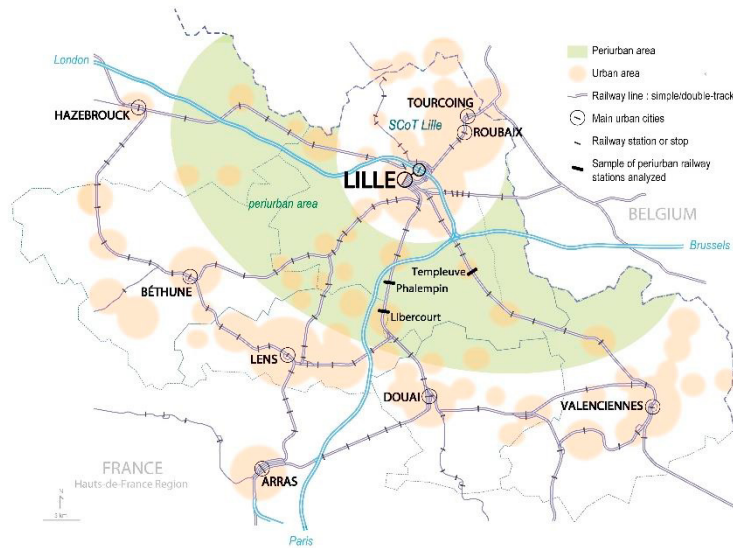 London
HAZEBROUCK
TOURCOING
SCoT Lille
ROUBAIX
LILLE
periurban area
BELGIUM
Brussels
Templeuve
Phalempin
BÉTHUNE
Libercourt
LENS
DOUAI
VALENCIENNES
FRANCE
Hauts-de-France Region
ARRAS
Paris
N
Periurban area
Urban area
Railway line : simple/double-track
Main urban cities
Railway station or stop
Sample of periurban railway
stations analyzed